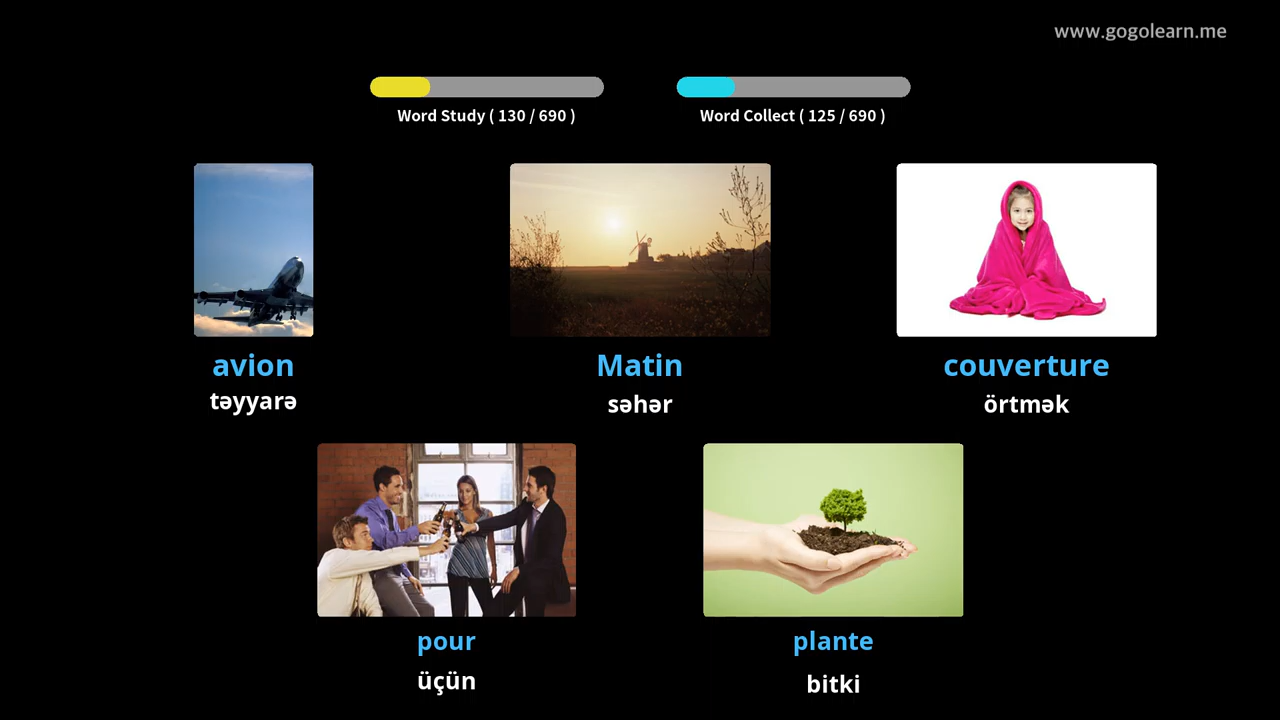 www.gogolearn.me
Word Study ( 130 / 690 )
Word Collect ( 125 / 690 )
avion
təyyarə
Matin
səhər
couverture
örtmək
pour
üçün
plante
bitki